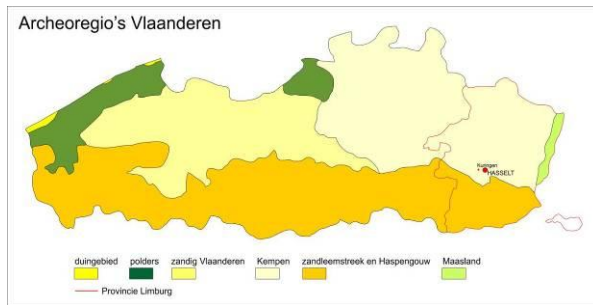 Archeoregio's Vlaanderen
Kuringen
HASSELT
duingebied polders zandig Vlaanderen Kempen zandleemstreek en Haspengouw Maasland
Provincie Limburg